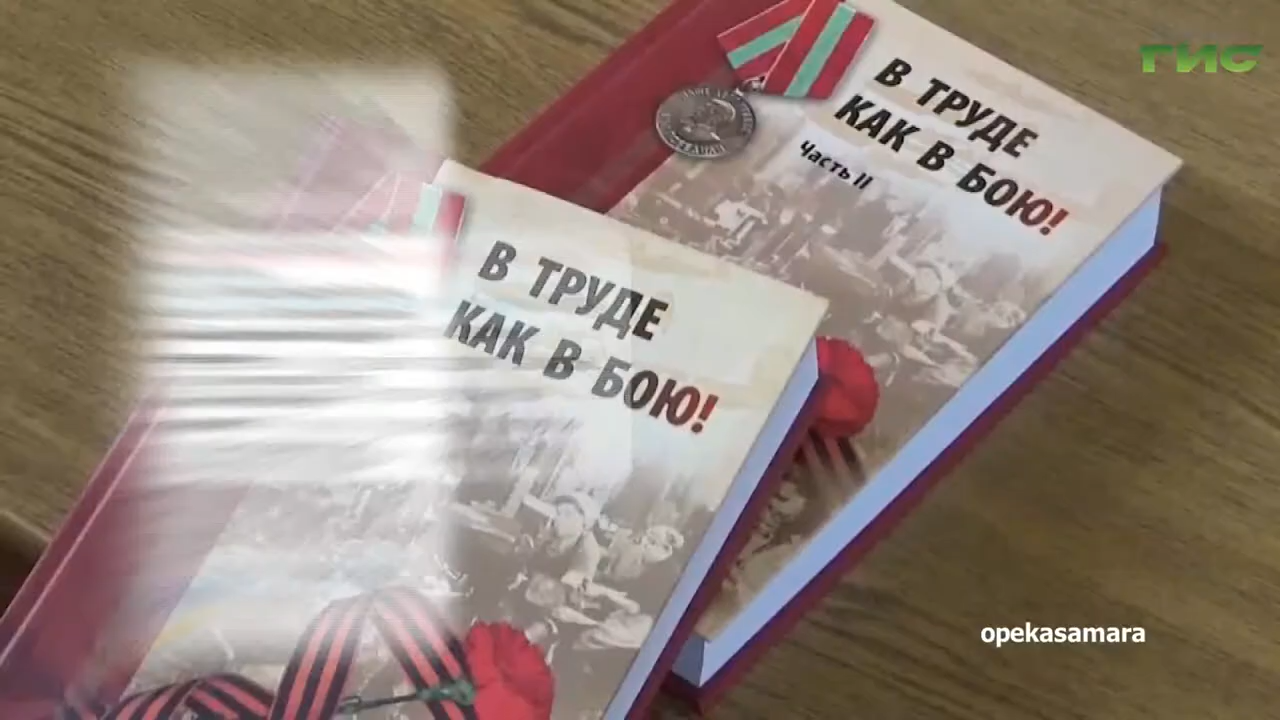 ГИС
В ТРУДЕ
КАК В БОЮ!
Часть II
В ТРУДЕ
КАК В БОЮ!
opekasamara